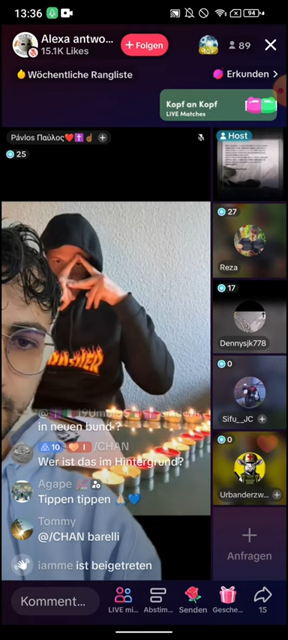 13:36
94
Alexa antwo...
15.1K Likes
+ Folgen
89
Wöchentliche Rangliste
Erkunden >
Kopf an Kopf
LIVE Matches
Pávlos Παύλος
25
Host
27
Reza
17
Dennysjk778
0
Sifu__JC
0
Urbanderzw...
in neuen bund?
10
/CHAN
Wer ist das im Hintergrund?
Agape
Tippen tippen
Tommy
@/CHAN barelli
iamme ist beigetreten
Anfragen
Komment...
LIVE mi...
Abstim...
Senden
Gesche...
15